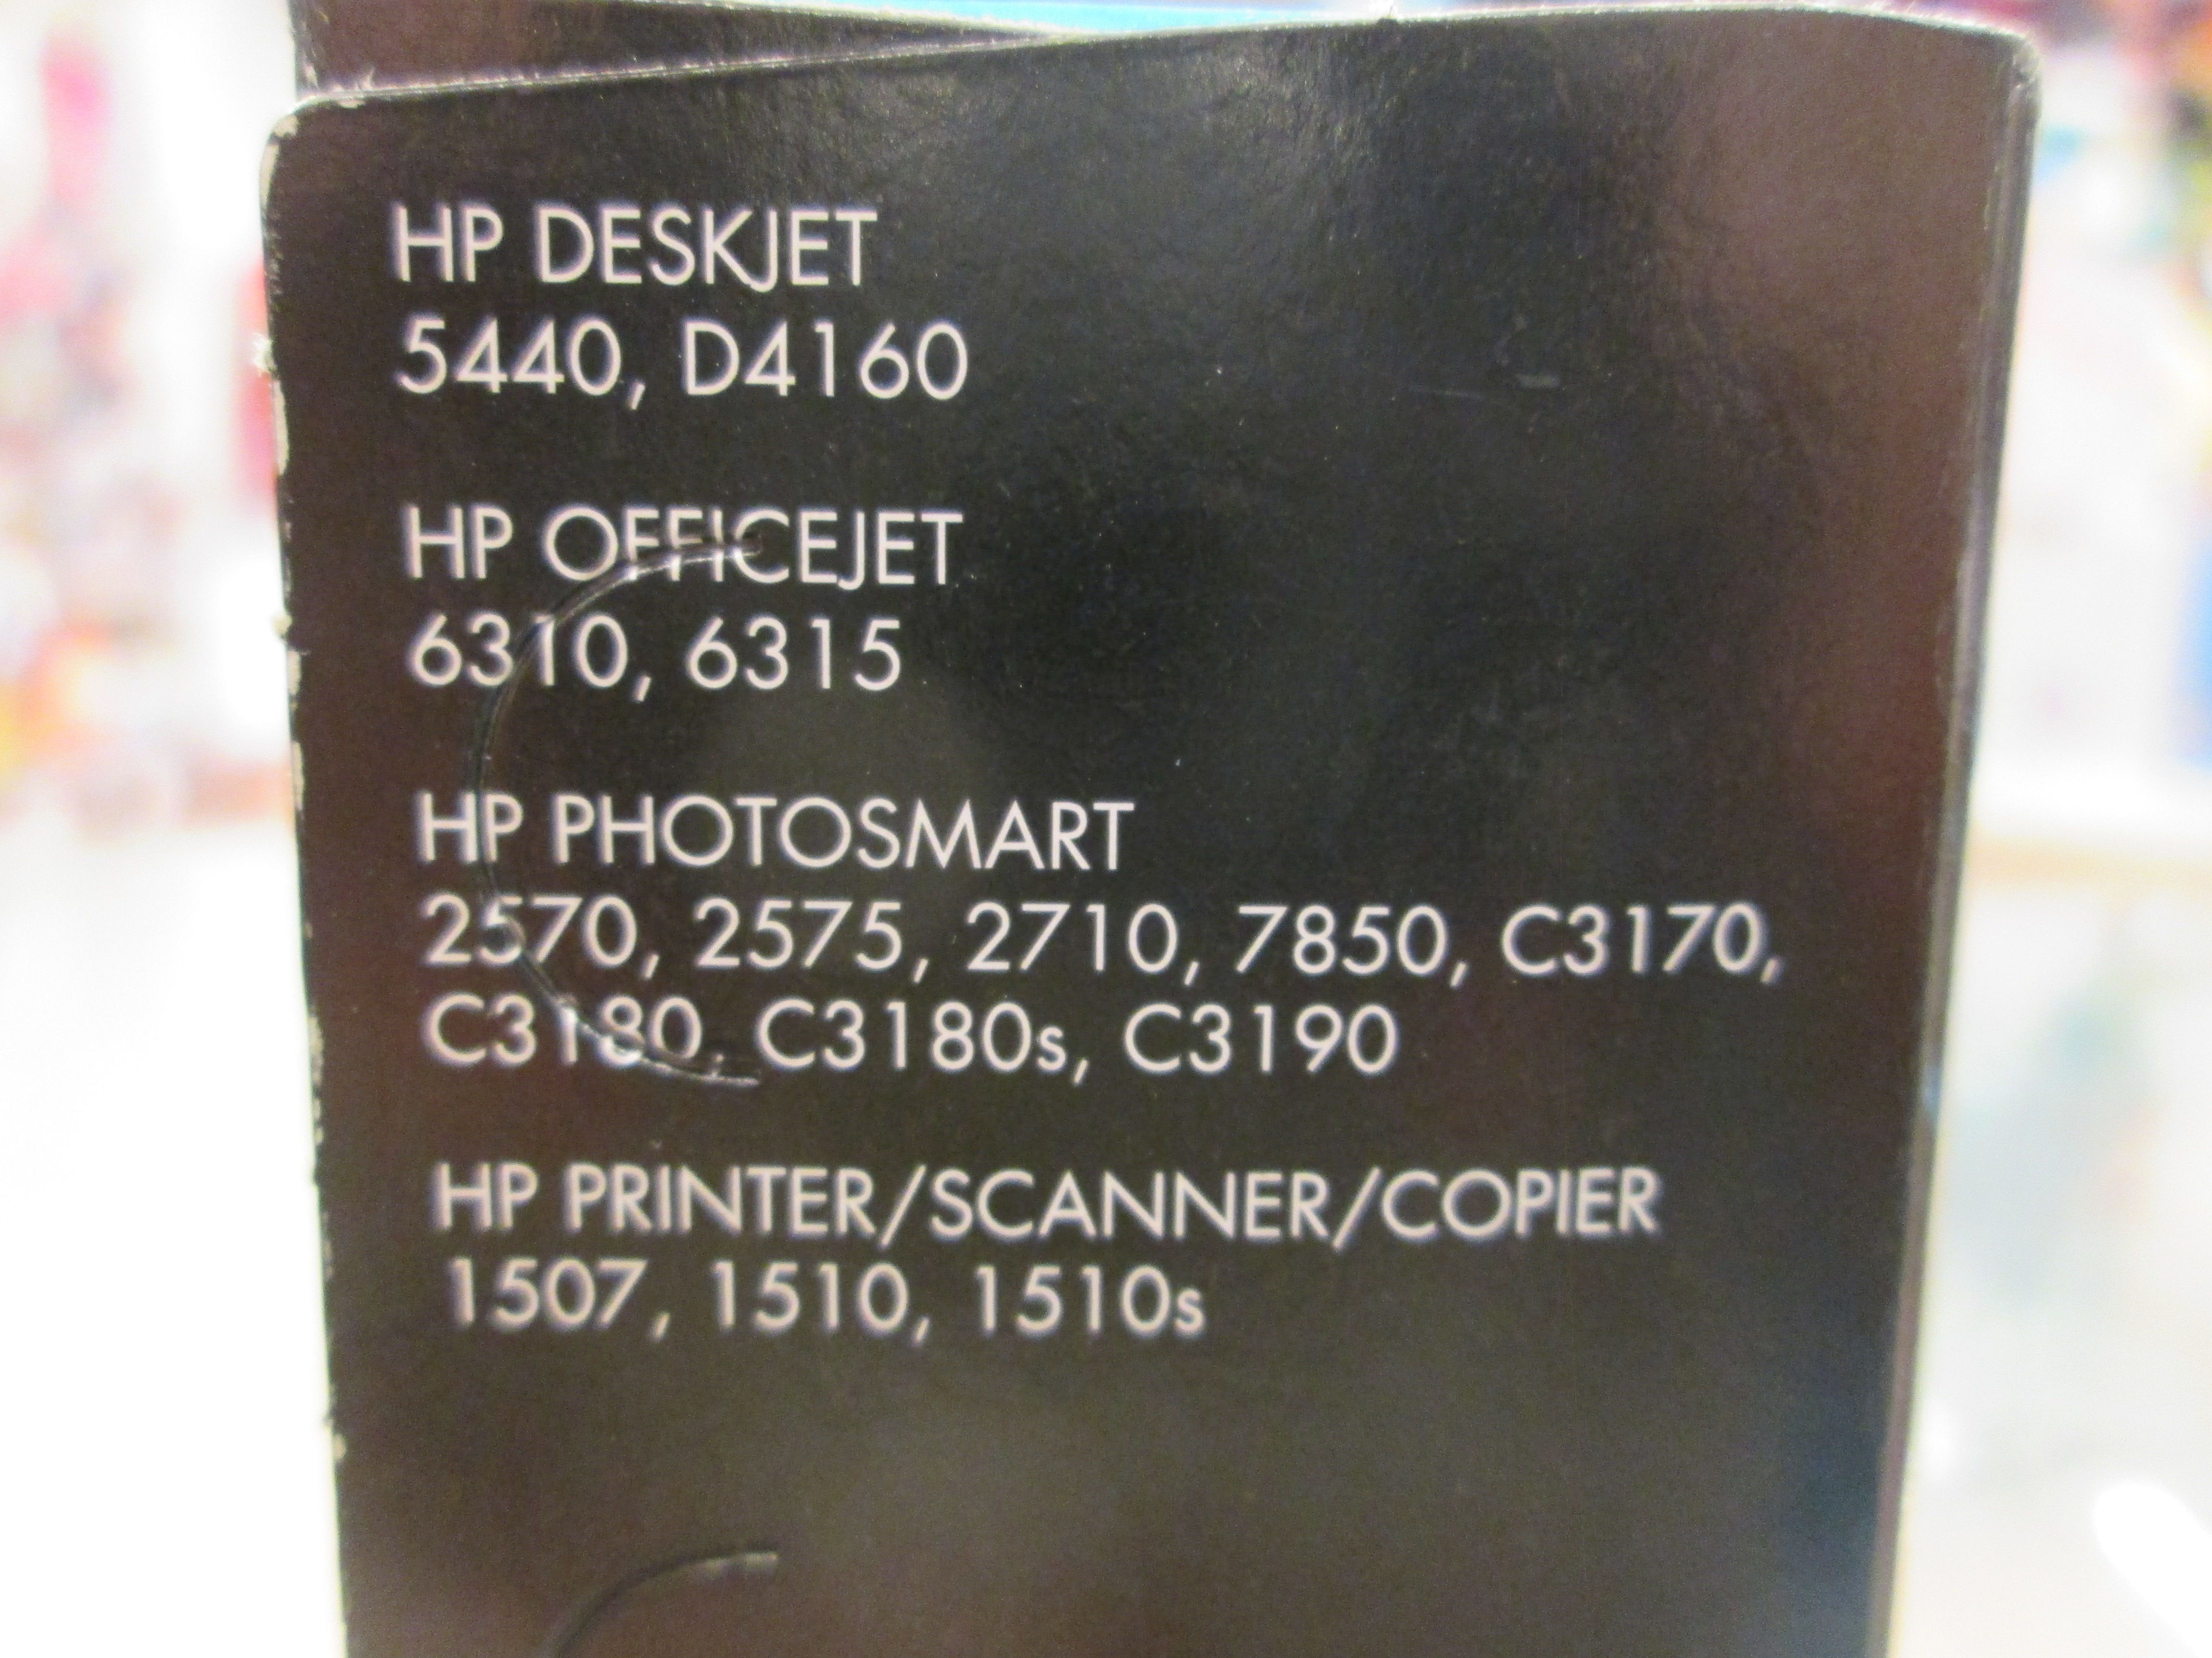 HP DESKJET
5440, D4160
HP OFFICEJET
6310, 6315
HP PHOTOSMART
2570, 2575, 2710, 7850, C3170,
C3180, C3180s, C3190
HP PRINTER/SCANNER/COPIER
1507, 1510, 1510s